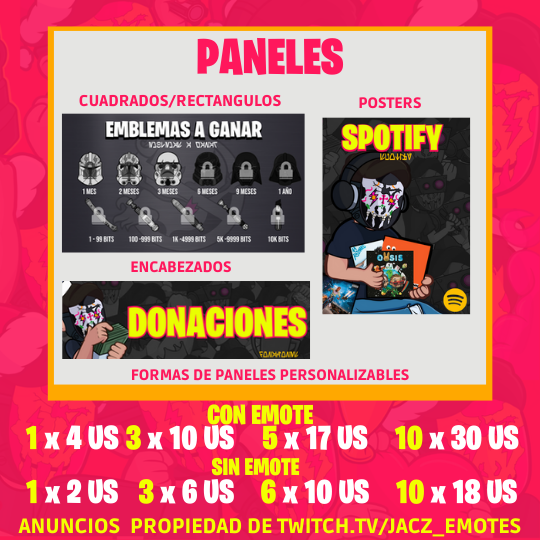 PANELES
CUADRADOS/RECTANGULOS
POSTERS
EMBLEMAS A GANAR
1 MES 2 MESES 3 MESES 6 MESES 9 MESES 1 AÑO
1 - 99 BITS 100 -999 BITS 1K -4999 BITS 5K -9999 BITS 10K BITS
SPOTIFY
OASIS
ENCABEZADOS
DONACIONES
FORMAS DE PANELES PERSONALIZABLES
CON EMOTE
1 x 4 US 3 x 10 US 5 x 17 US 10 x 30 US
SIN EMOTE
1 x 2 US 3 x 6 US 6 x 10 US 10 x 18 US
ANUNCIOS PROPIEDAD DE TWITCH.TV/JACZ_EMOTES